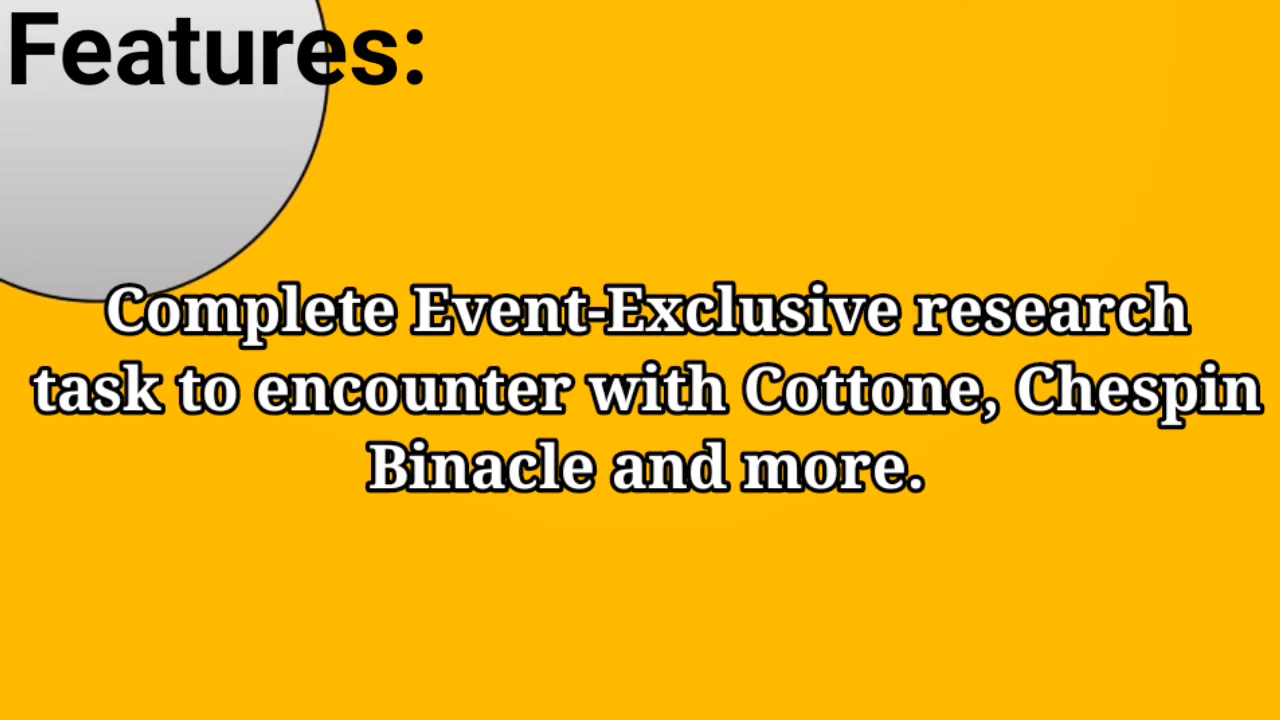 Features:
Complete Event-Exclusive research
task to encounter with Cottone, Chespin
Binacle and more.